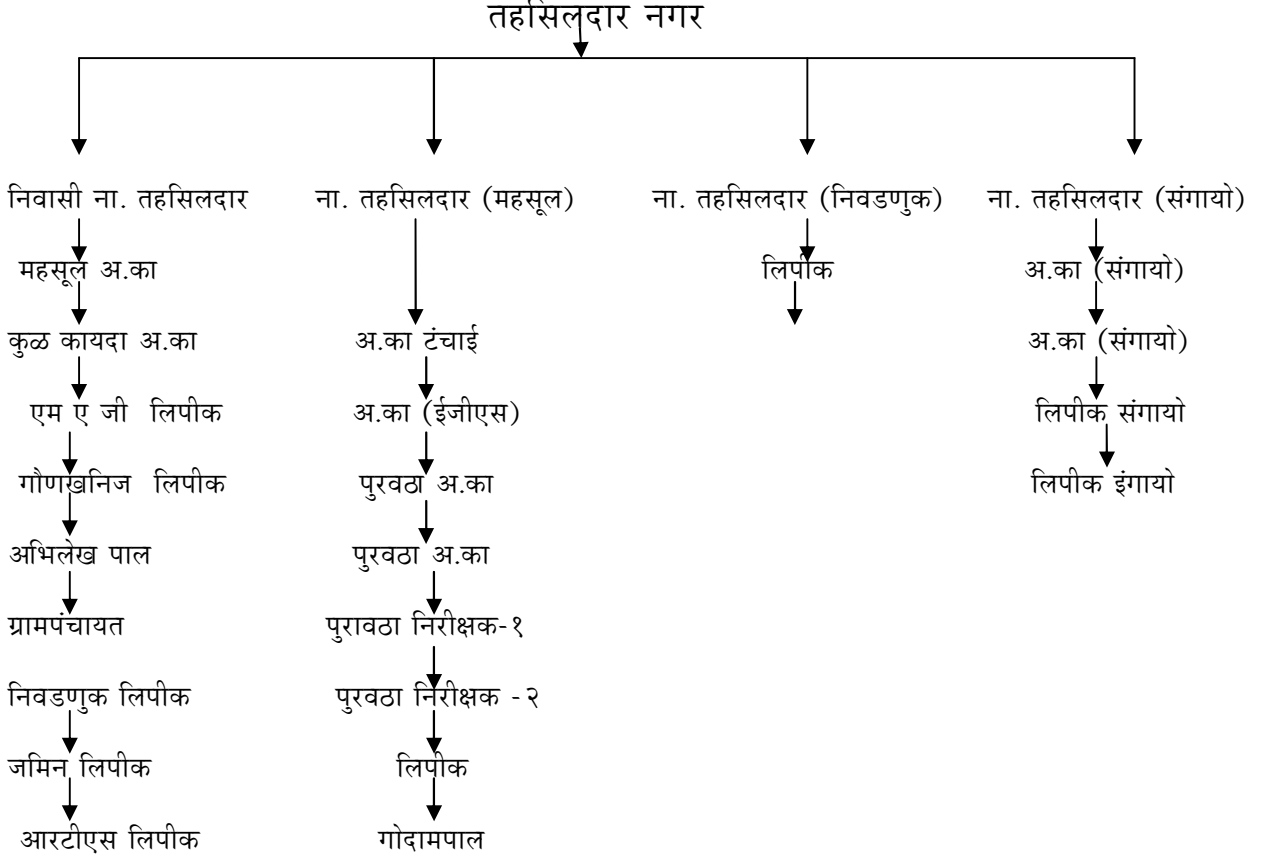 तहसिलदार नगर
निवासी ना. तहसिलदार ना. तहसिलदार (महसूल) ना. तहसिलदार (निवडणुक) ना. तहसिलदार (संगायो)
महसूल अ.का लिपीक अ.का (संगायो)
कुळ कायदा अ.का अ.का टंचाई अ.का (संगायो)
एम ए जी लिपीक अ.का (ईजीएस) लिपीक संगायो
गौणखनिज लिपीक पुरवठा अ.का लिपीक इंगायो
अभिलेख पाल पुरवठा अ.का
ग्रामपंचायत पुरावठा निरीक्षक-१
निवडणुक लिपीक पुरवठा निरीक्षक -२
जमिन लिपीक लिपीक
आरटीएस लिपीक गोदामपाल